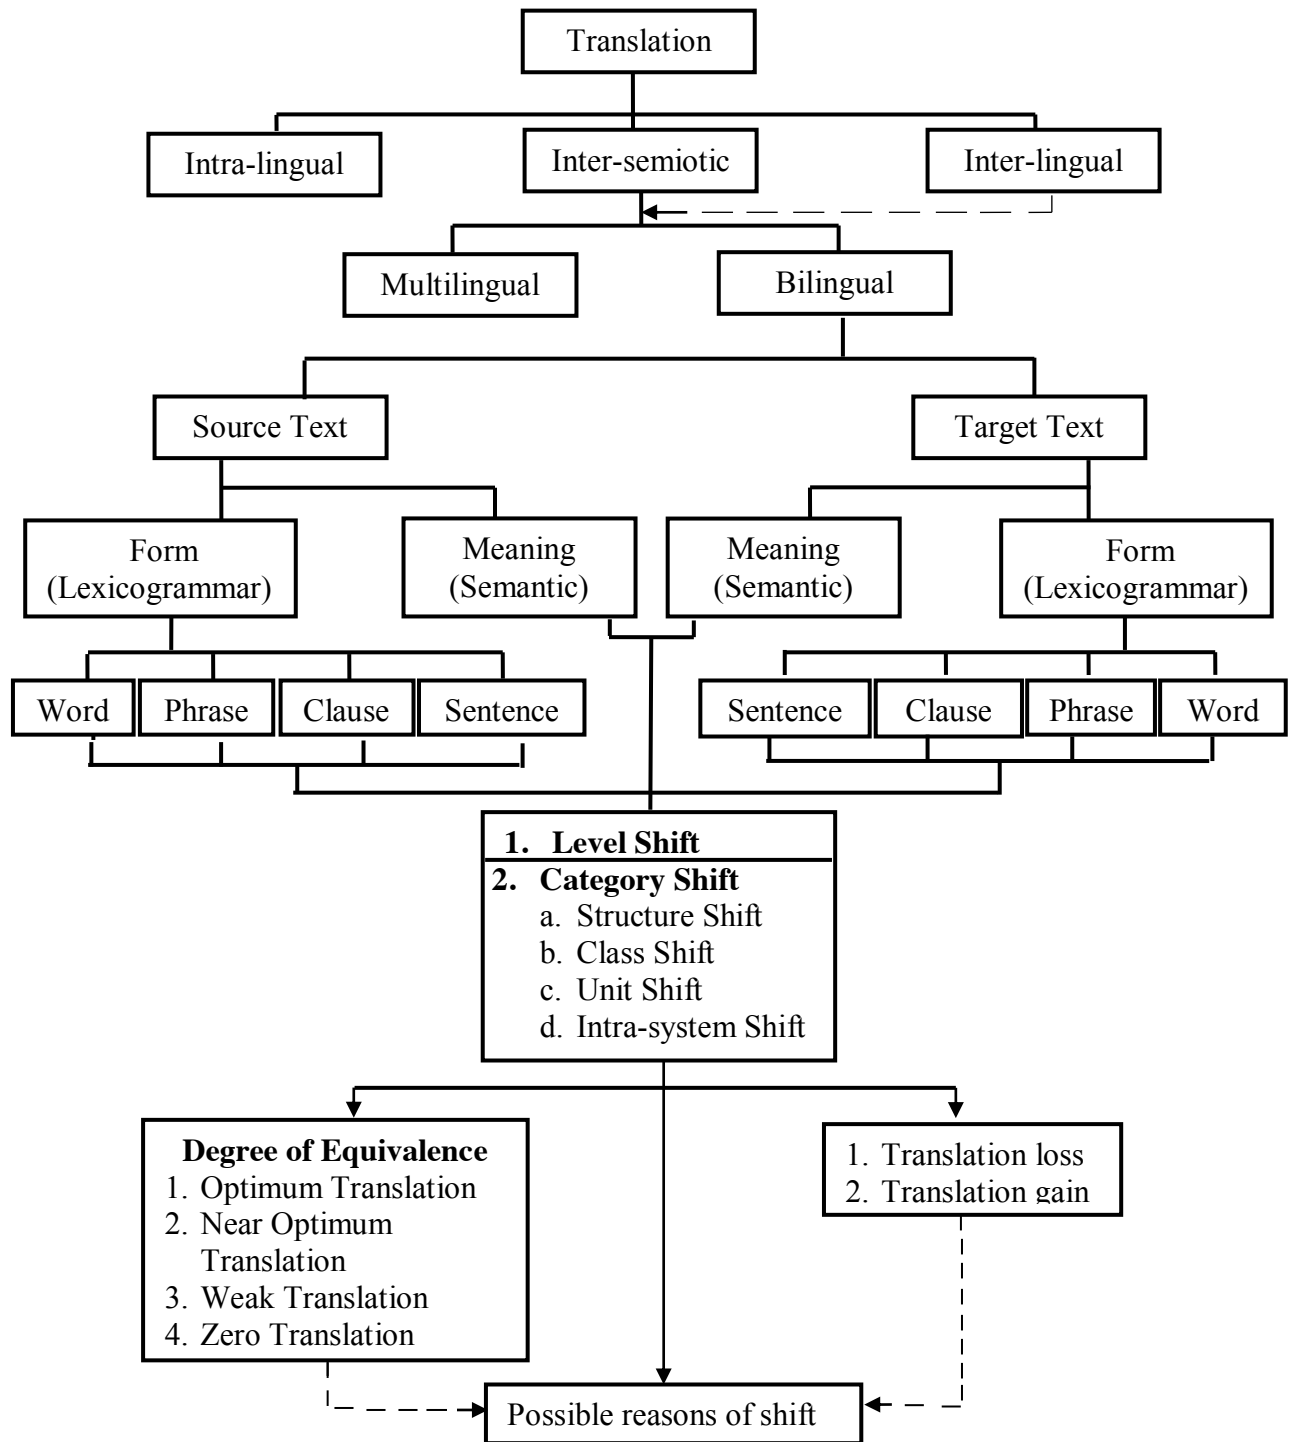 Translation
Intra-lingual
Inter-semiotic
Inter-lingual
Multilingual
Bilingual
Source Text
Target Text
Form
(Lexicogrammar)
Meaning
(Semantic)
Meaning
(Semantic)
Form
(Lexicogrammar)
Word
Phrase
Clause
Sentence
Sentence
Clause
Phrase
Word
1. Level Shift
2. Category Shift
a. Structure Shift
b. Class Shift
c. Unit Shift
d. Intra-system Shift
Degree of Equivalence
1. Optimum Translation
2. Near Optimum
Translation
3. Weak Translation
4. Zero Translation
1. Translation loss
2. Translation gain
Possible reasons of shift